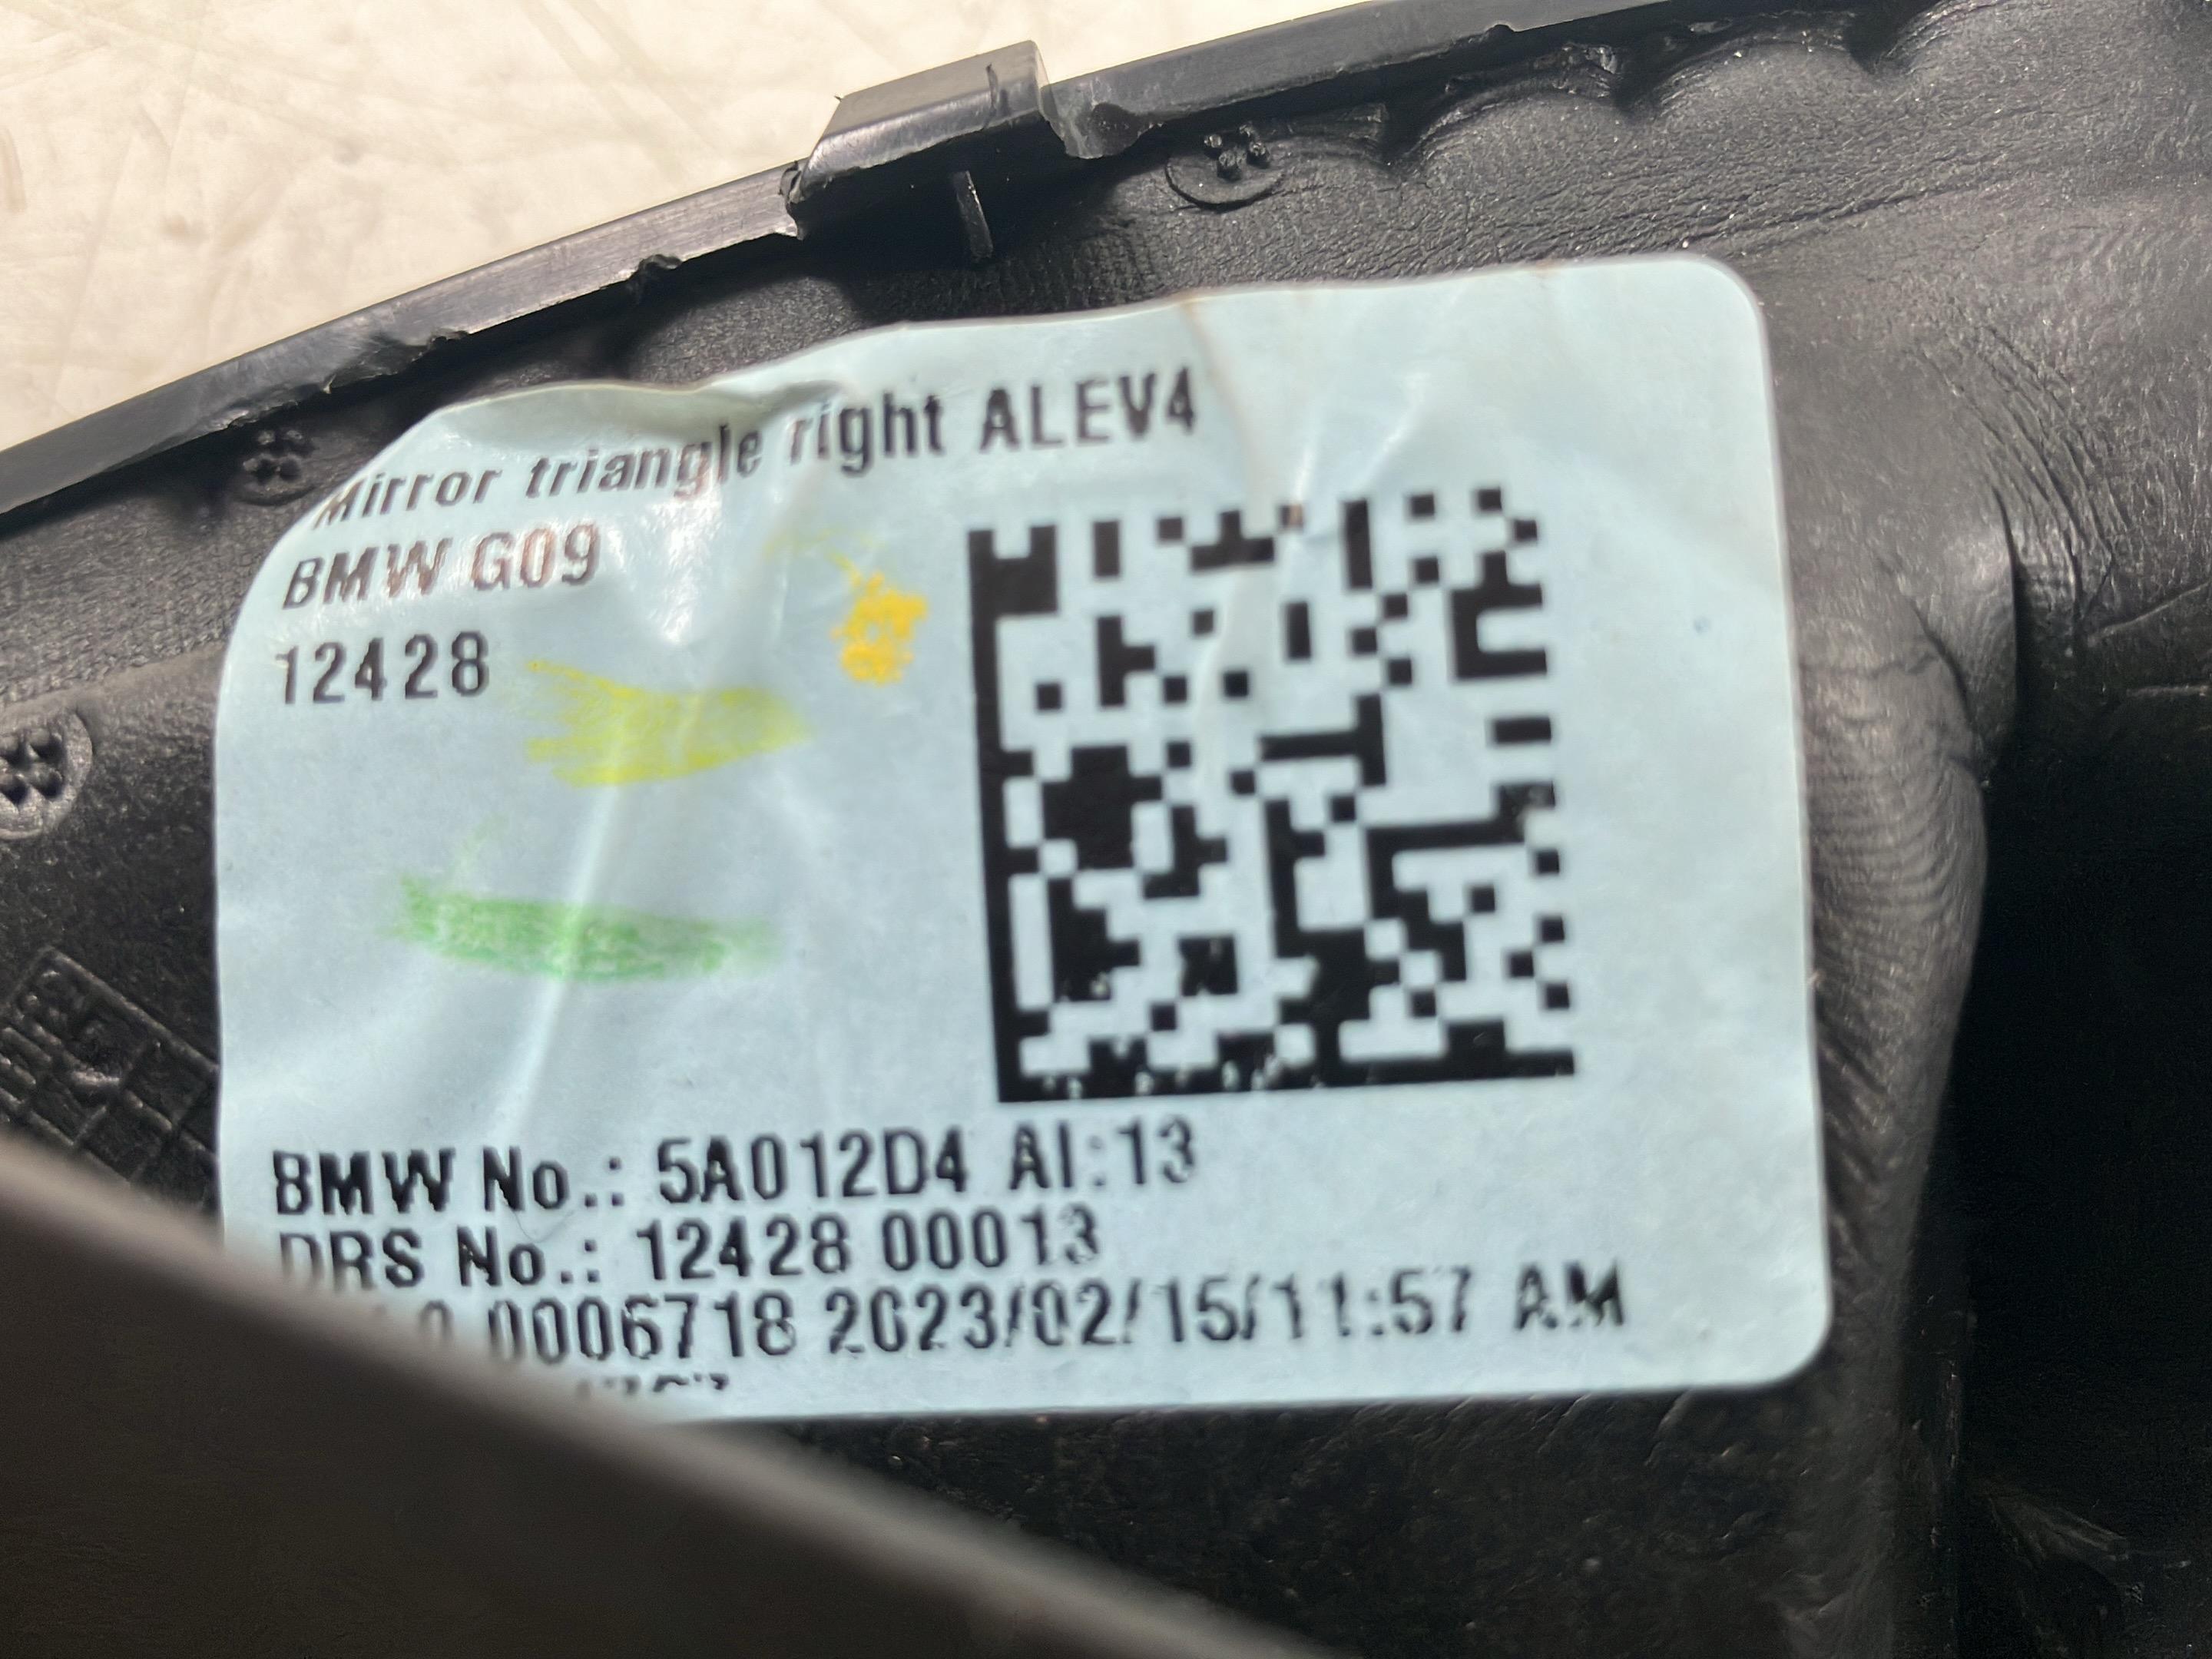 Mirror triangle right ALEV4
BMW G09
12428
BMW No.: 5A012D4 AI:13
DRS No.: 12428 00013
0006718 2023/02/15/11:57 AM